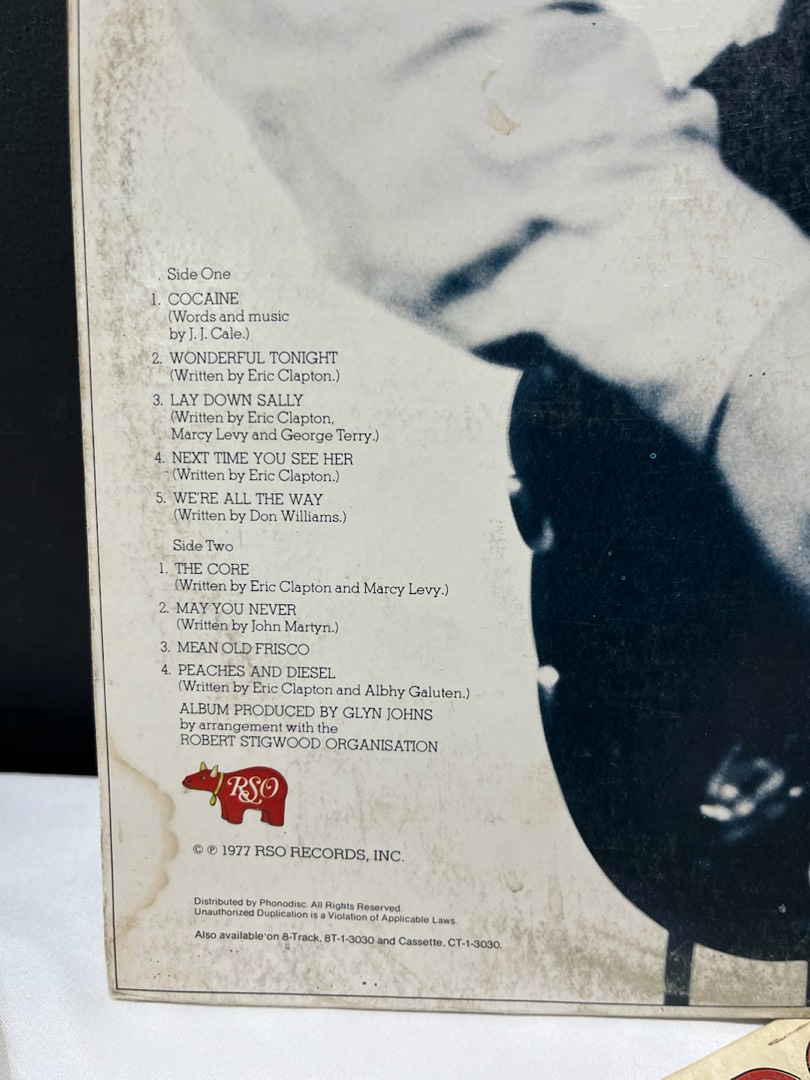 Side One
1. COCAINE
(Words and music
by J. J. Cale.)
2. WONDERFUL TONIGHT
(Written by Eric Clapton.)
3. LAY DOWN SALLY
(Written by Eric Clapton,
Marcy Levy and George Terry.)
4. NEXT TIME YOU SEE HER
(Written by Eric Clapton.)
5. WE'RE ALL THE WAY
(Written by Don Williams.)
Side Two
1. THE CORE
(Written by Eric Clapton and Marcy Levy.)
2. MAY YOU NEVER
(Written by John Martyn.)
3. MEAN OLD FRISCO
4. PEACHES AND DIESEL
(Written by Eric Clapton and Albhy Galuten.)
ALBUM PRODUCED BY GLYN JOHNS
by arrangement with the
ROBERT STIGWOOD ORGANISATION
RSO
© ℗ 1977 RSO RECORDS, INC.
Distributed by Phonodisc. All Rights Reserved.
Unauthorized Duplication is a Violation of Applicable Laws.
Also available on 8-Track, 8T-1-3030 and Cassette, CT-1-3030.